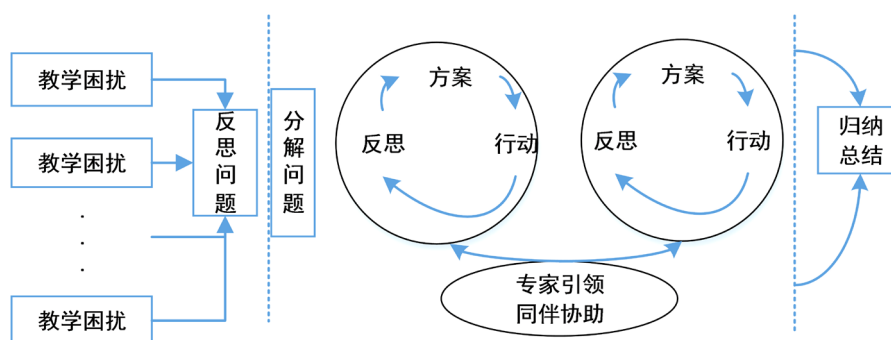 教学困扰
教学困扰
教学困扰
反思问题
分解问题
方案
反思
行动
方案
反思
行动
专家引领
同伴协助
归纳
总结